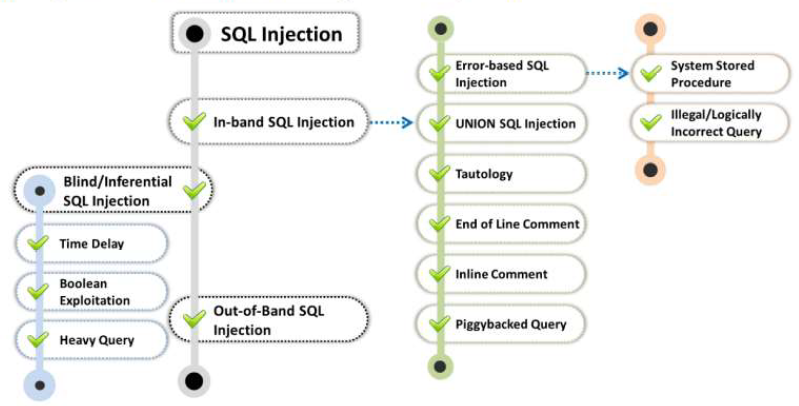 SQL Injection
In-band SQL Injection
Blind/Inferential
SQL Injection
Time Delay
Boolean
Exploitation
Heavy Query
Out-of-Band SQL
Injection
Error-based SQL
Injection
UNION SQL Injection
Tautology
End of Line Comment
Inline Comment
Piggybacked Query
System Stored
Procedure
Illegal/Logically
Incorrect Query